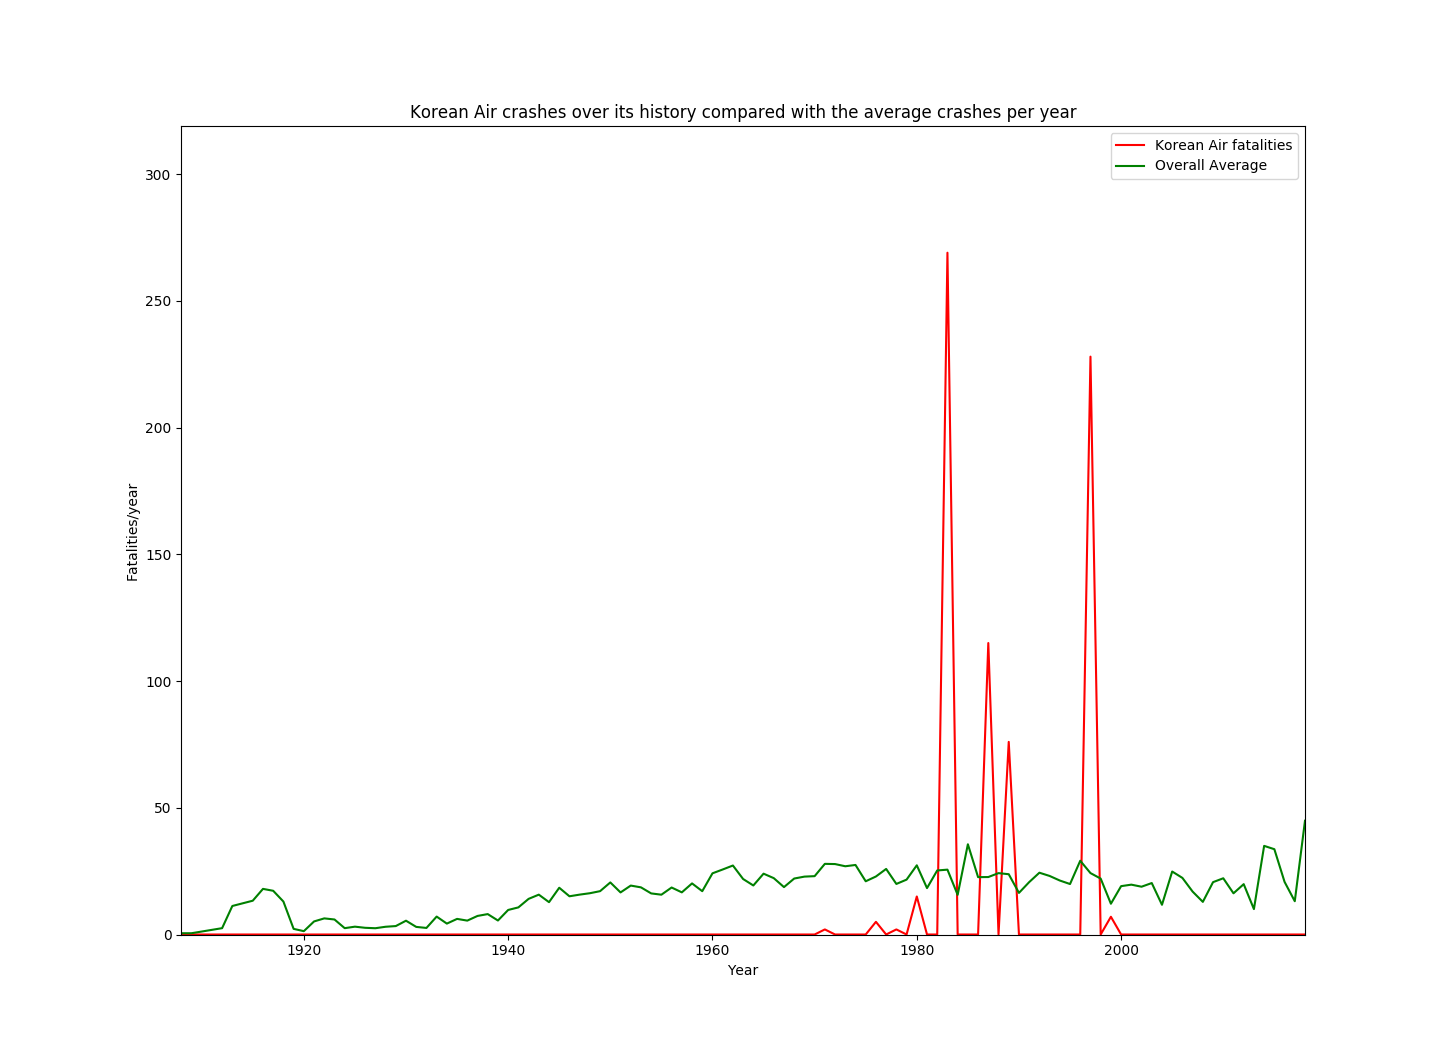 Korean Air crashes over its history compared with the average crashes per year
Korean Air fatalities
Overall Average
300
250
200
150
100
50
0
Fatalities/year
1920 1940 1960 1980 2000
Year